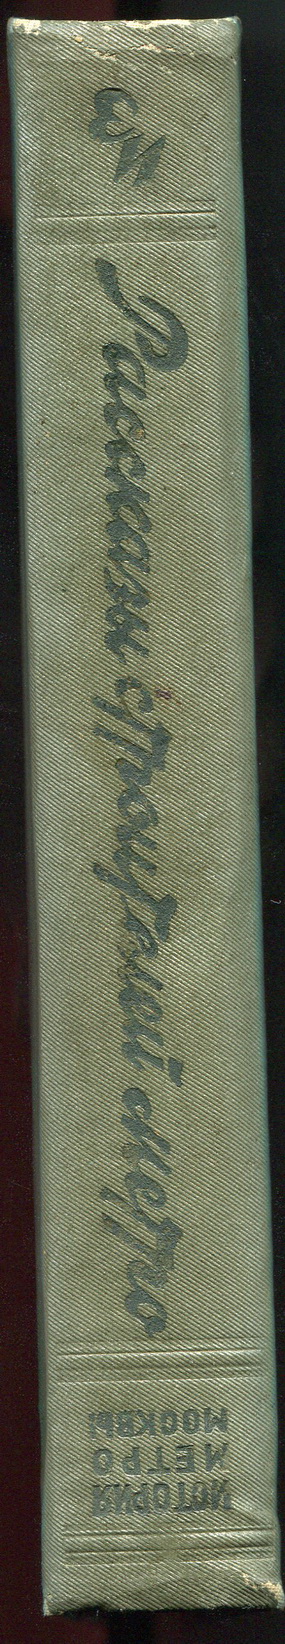 Рассказы строителей метро
ИСТОРИЯ
МЕТРО
МОСКВЫ